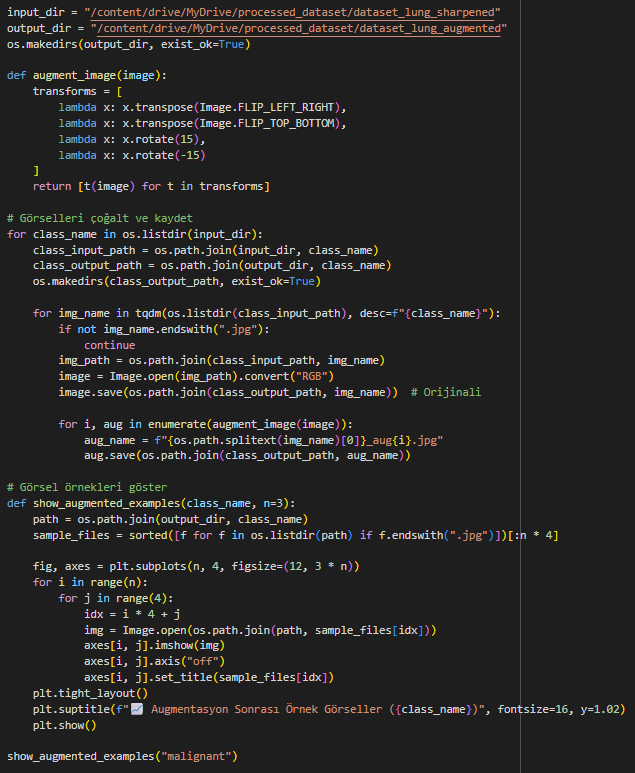 input_dir = "/content/drive/MyDrive/processed_dataset/dataset_lung_sharpened"
output_dir = "/content/drive/MyDrive/processed_dataset/dataset_lung_augmented"
os.makedirs(output_dir, exist_ok=True)

def augment_image(image):
    transforms = [
        lambda x: x.transpose(Image.FLIP_LEFT_RIGHT),
        lambda x: x.transpose(Image.FLIP_TOP_BOTTOM),
        lambda x: x.rotate(15),
        lambda x: x.rotate(-15)
    ]
    return [t(image) for t in transforms]

# Görselleri çoğalt ve kaydet
for class_name in os.listdir(input_dir):
    class_input_path = os.path.join(input_dir, class_name)
    class_output_path = os.path.join(output_dir, class_name)
    os.makedirs(class_output_path, exist_ok=True)

    for img_name in tqdm(os.listdir(class_input_path), desc=f"{class_name}"):
        if not img_name.endswith(".jpg"):
            continue
        img_path = os.path.join(class_input_path, img_name)
        image = Image.open(img_path).convert("RGB")
        image.save(os.path.join(class_output_path, img_name))  # Orijinali

        for i, aug in enumerate(augment_image(image)):
            aug_name = f"{os.path.splitext(img_name)[0]}_aug{i}.jpg"
            aug.save(os.path.join(class_output_path, aug_name))

# Görsel örnekleri göster
def show_augmented_examples(class_name, n=3):
    path = os.path.join(output_dir, class_name)
    sample_files = sorted([f for f in os.listdir(path) if f.endswith(".jpg")])[:n * 4]

    fig, axes = plt.subplots(n, 4, figsize=(12, 3 * n))
    for i in range(n):
        for j in range(4):
            idx = i * 4 + j
            img = Image.open(os.path.join(path, sample_files[idx]))
            axes[i, j].imshow(img)
            axes[i, j].axis("off")
            axes[i, j].set_title(sample_files[idx])
    plt.tight_layout()
    plt.suptitle(f"📈 Augmentasyon Sonrası Örnek Görseller ({class_name})", fontsize=16, y=1.02)
    plt.show()

show_augmented_examples("malignant")